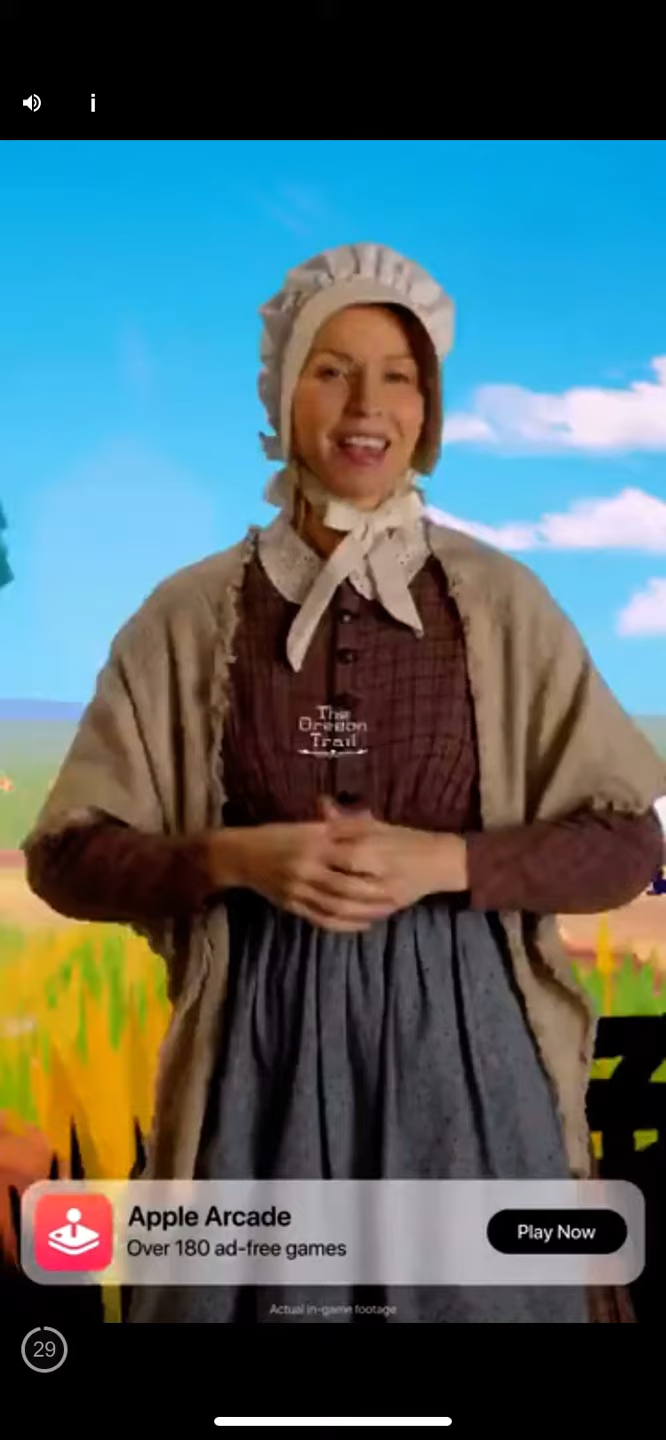 i
The
Oregon
Trail
Apple Arcade
Over 180 ad-free games
Play Now
Actual in-game footage
29